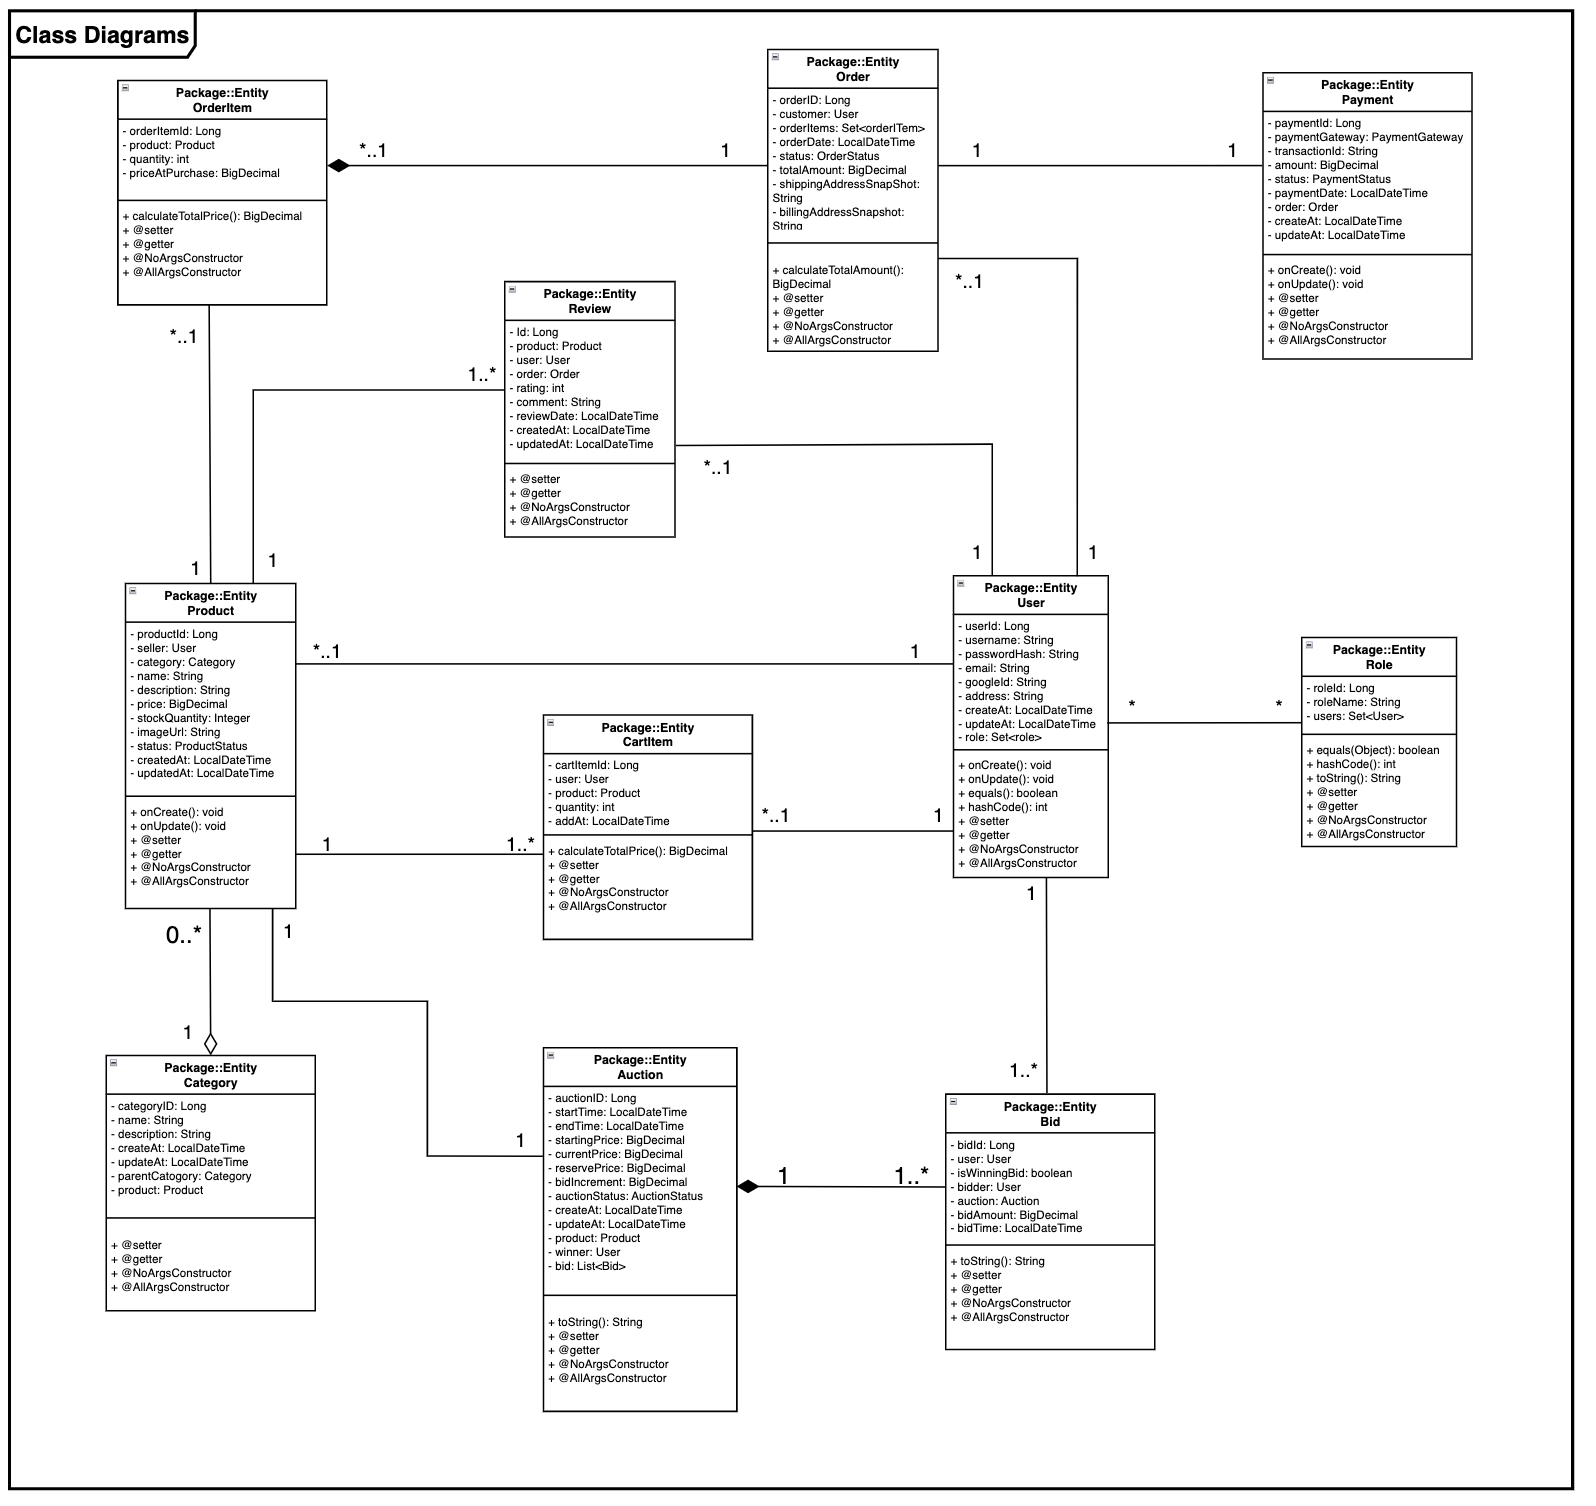 Class Diagrams
Package::Entity
OrderItem
- orderItemId: Long
- product: Product
- quantity: int
- priceAtPurchase: BigDecimal
+ calculateTotalPrice(): BigDecimal
+ @setter
+ @getter
+ @NoArgsConstructor
+ @AllArgsConstructor
*..1
1
Package::Entity
Order
- orderID: Long
- customer: User
- orderItems: Set<orderITem>
- orderDate: LocalDateTime
- status: OrderStatus
- totalAmount: BigDecimal
- shippingAddressSnapShot:
String
- billingAddressSnapshot:
String
+ calculateTotalAmount():
BigDecimal
+ @setter
+ @getter
+ @NoArgsConstructor
+ @AllArgsConstructor
1
1
Package::Entity
Payment
- paymentId: Long
- paymentGateway: PaymentGateway
- transactionId: String
- amount: BigDecimal
- status: PaymentStatus
- paymentDate: LocalDateTime
- order: Order
- createAt: LocalDateTime
- updateAt: LocalDateTime
+ onCreate(): void
+ onUpdate(): void
+ @setter
+ @getter
+ @NoArgsConstructor
+ @AllArgsConstructor
*..1
*..1
1..*
Package::Entity
Review
- Id: Long
- product: Product
- user: User
- order: Order
- rating: int
- comment: String
- reviewDate: LocalDateTime
- createdAt: LocalDateTime
- updatedAt: LocalDateTime
+ @setter
+ @getter
+ @NoArgsConstructor
+ @AllArgsConstructor
*..1
1
1
1
1
Package::Entity
Product
- productId: Long
- seller: User
- category: Category
- name: String
- description: String
- price: BigDecimal
- stockQuantity: Integer
- imageUrl: String
- status: ProductStatus
- createdAt: LocalDateTime
- updatedAt: LocalDateTime
+ onCreate(): void
+ onUpdate(): void
+ @setter
+ @getter
+ @NoArgsConstructor
+ @AllArgsConstructor
*..1
1
Package::Entity
User
- userId: Long
- username: String
- passwordHash: String
- email: String
- googleId: String
- address: String
- createAt: LocalDateTime
- updateAt: LocalDateTime
- role: Set<role>
+ onCreate(): void
+ onUpdate(): void
+ equals(): boolean
+ hashCode(): int
+ @setter
+ @getter
+ @NoArgsConstructor
+ @AllArgsConstructor
*
*
Package::Entity
Role
- roleId: Long
- roleName: String
- users: Set<User>
+ equals(Object): boolean
+ hashCode(): int
+ toString(): String
+ @setter
+ @getter
+ @NoArgsConstructor
+ @AllArgsConstructor
1
1..*
Package::Entity
CartItem
- cartItemId: Long
- user: User
- product: Product
- quantity: int
- addAt: LocalDateTime
+ calculateTotalPrice(): BigDecimal
+ @setter
+ @getter
+ @NoArgsConstructor
+ @AllArgsConstructor
*..1
1
0..*
1
1
1
1..*
Package::Entity
Category
- categoryID: Long
- name: String
- description: String
- createAt: LocalDateTime
- updateAt: LocalDateTime
- parentCatogory: Category
- product: Product
+ @setter
+ @getter
+ @NoArgsConstructor
+ @AllArgsConstructor
1
Package::Entity
Auction
- auctionID: Long
- startTime: LocalDateTime
- endTime: LocalDateTime
- startingPrice: BigDecimal
- currentPrice: BigDecimal
- reservePrice: BigDecimal
- bidIncrement: BigDecimal
- auctionStatus: AuctionStatus
- createAt: LocalDateTime
- updateAt: LocalDateTime
- product: Product
- winner: User
- bid: List<Bid>
+ toString(): String
+ @setter
+ @getter
+ @NoArgsConstructor
+ @AllArgsConstructor
1
1..*
Package::Entity
Bid
- bidId: Long
- user: User
- isWinningBid: boolean
- bidder: User
- auction: Auction
- bidAmount: BigDecimal
- bidTime: LocalDateTime
+ toString(): String
+ @setter
+ @getter
+ @NoArgsConstructor
+ @AllArgsConstructor